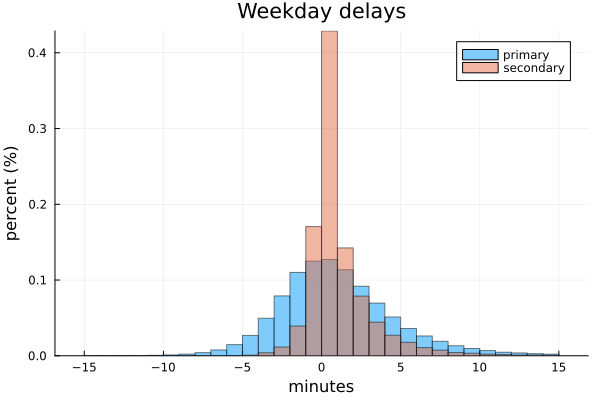 Weekday delays
primary
secondary
percent (%)
0.4
0.3
0.2
0.1
0.0
−15 −10 −5 0 5 10 15
minutes